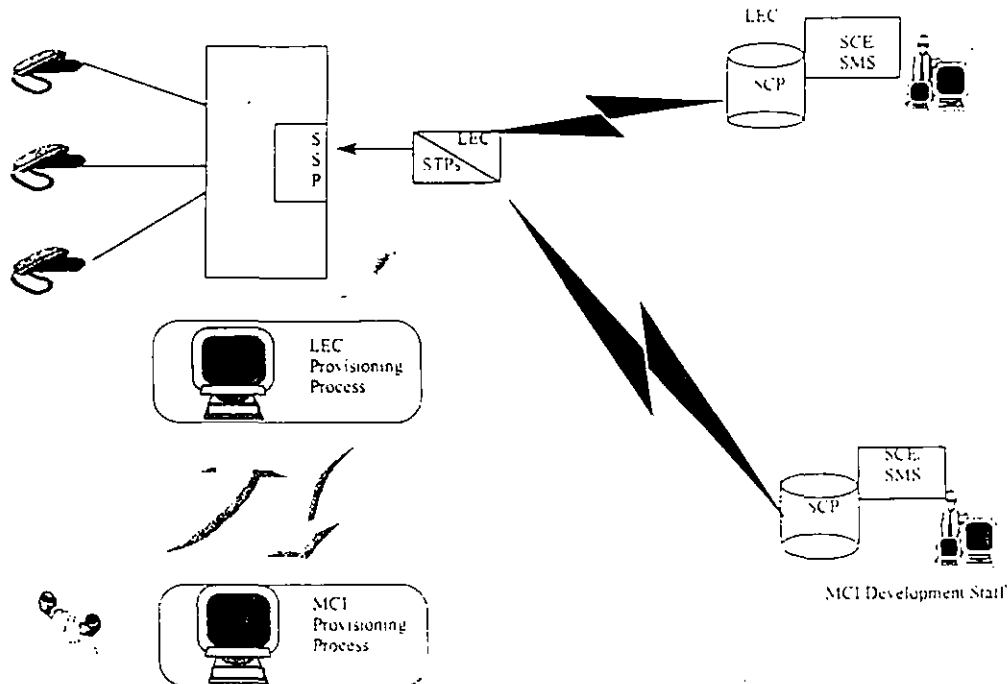 LEC
SCE
SMS
SCP
S
S
P
LEC
STPs
LEC
Provisioning
Process
SCE
SMS
SCP
MCI Development Staff
MCI
Provisioning
Process